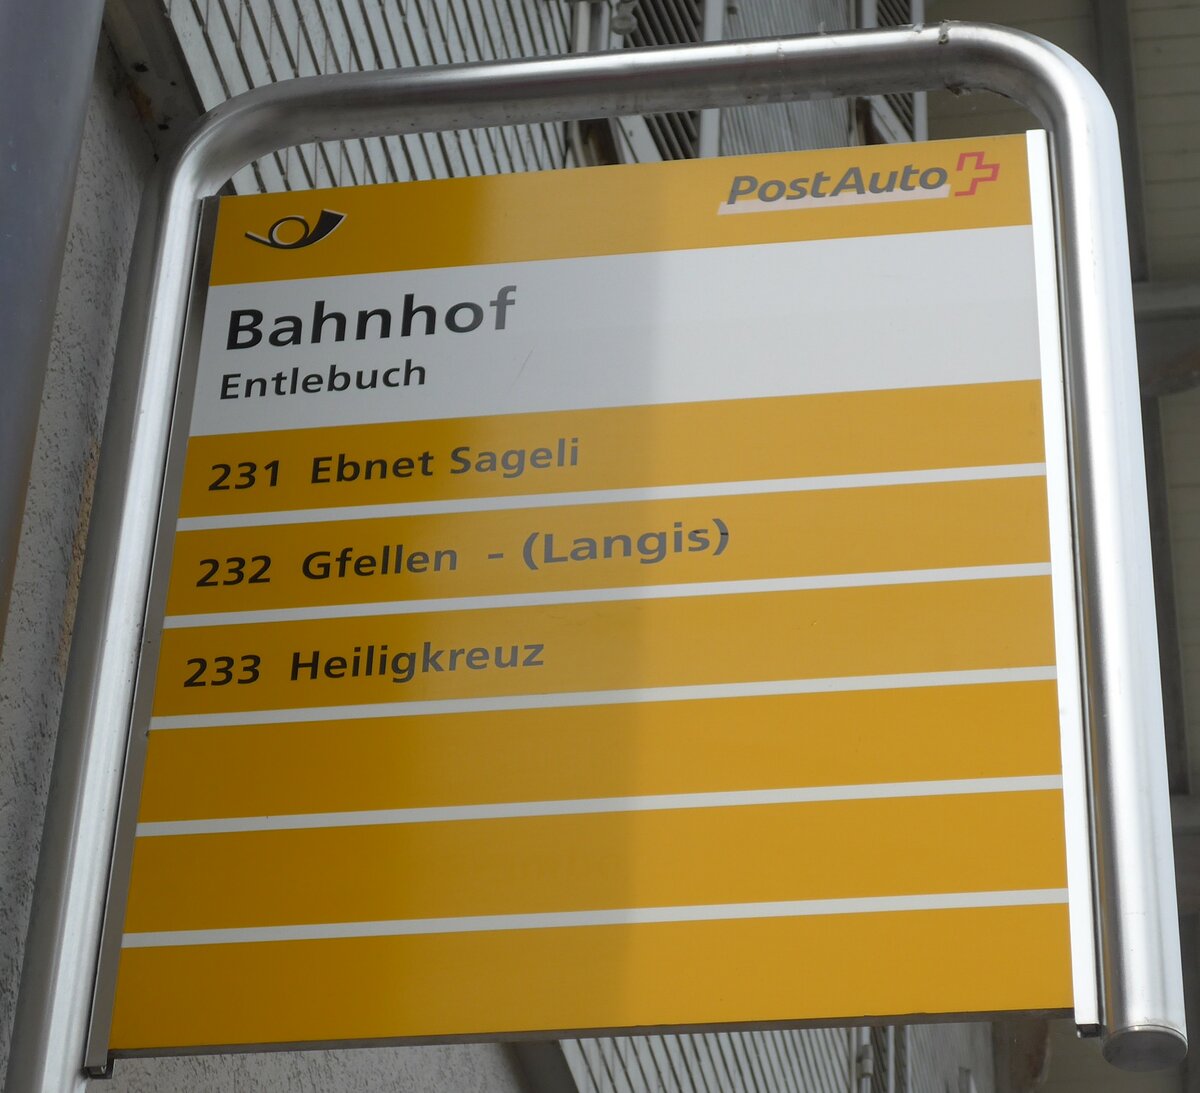 PostAuto
Bahnhof
Entlebuch
231 Ebnet Sageli
232 Gfellen - (Langis)
233 Heiligkreuz